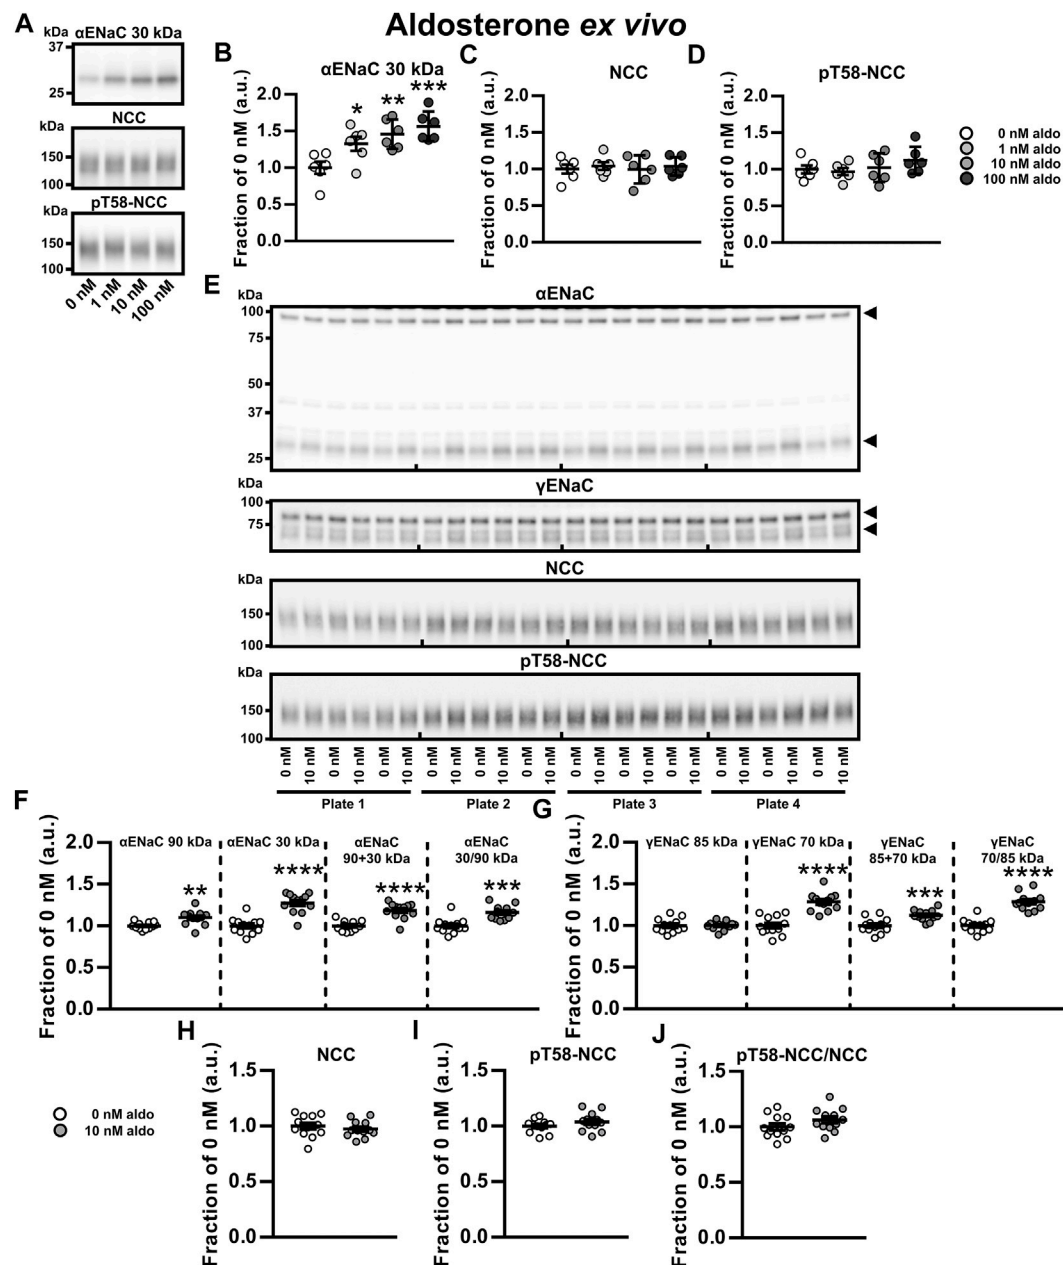 Aldosterone ex vivo
A
kDa
αENaC 30 kDa
37
25
kDa
NCC
150
100
kDa
pT58-NCC
150
100
0 nM
1 nM
10 nM
100 nM
B
αENaC 30 kDa
Fraction of 0 nM (a.u.)
2.0
1.5
1.0
0.5
0.0
*
**
***
C
NCC
Fraction of 0 nM (a.u.)
2.0
1.5
1.0
0.5
0.0
D
pT58-NCC
Fraction of 0 nM (a.u.)
2.0
1.5
1.0
0.5
0.0
0 nM aldo
1 nM aldo
10 nM aldo
100 nM aldo
E
kDa
αENaC
100
75
50
37
25
kDa
γENaC
100
75
kDa
NCC
150
100
kDa
pT58-NCC
150
100
0 nM
10 nM
0 nM
10 nM
0 nM
10 nM
0 nM
10 nM
0 nM
10 nM
0 nM
10 nM
0 nM
10 nM
0 nM
10 nM
0 nM
10 nM
0 nM
10 nM
0 nM
10 nM
0 nM
10 nM
Plate 1
Plate 2
Plate 3
Plate 4
F
Fraction of 0 nM (a.u.)
2.0
1.5
1.0
0.5
0.0
αENaC 90 kDa
**
αENaC 30 kDa
****
αENaC
90+30 kDa
****
αENaC
30/90 kDa
***
G
Fraction of 0 nM (a.u.)
2.0
1.5
1.0
0.5
0.0
γENaC 85 kDa
γENaC 70 kDa
****
γENaC
85+70 kDa
***
γENaC
70/85 kDa
****
0 nM aldo
10 nM aldo
H
NCC
Fraction of 0 nM (a.u.)
1.5
1.0
0.5
0.0
I
pT58-NCC
Fraction of 0 nM (a.u.)
1.5
1.0
0.5
0.0
J
pT58-NCC/NCC
Fraction of 0 nM (a.u.)
1.5
1.0
0.5
0.0